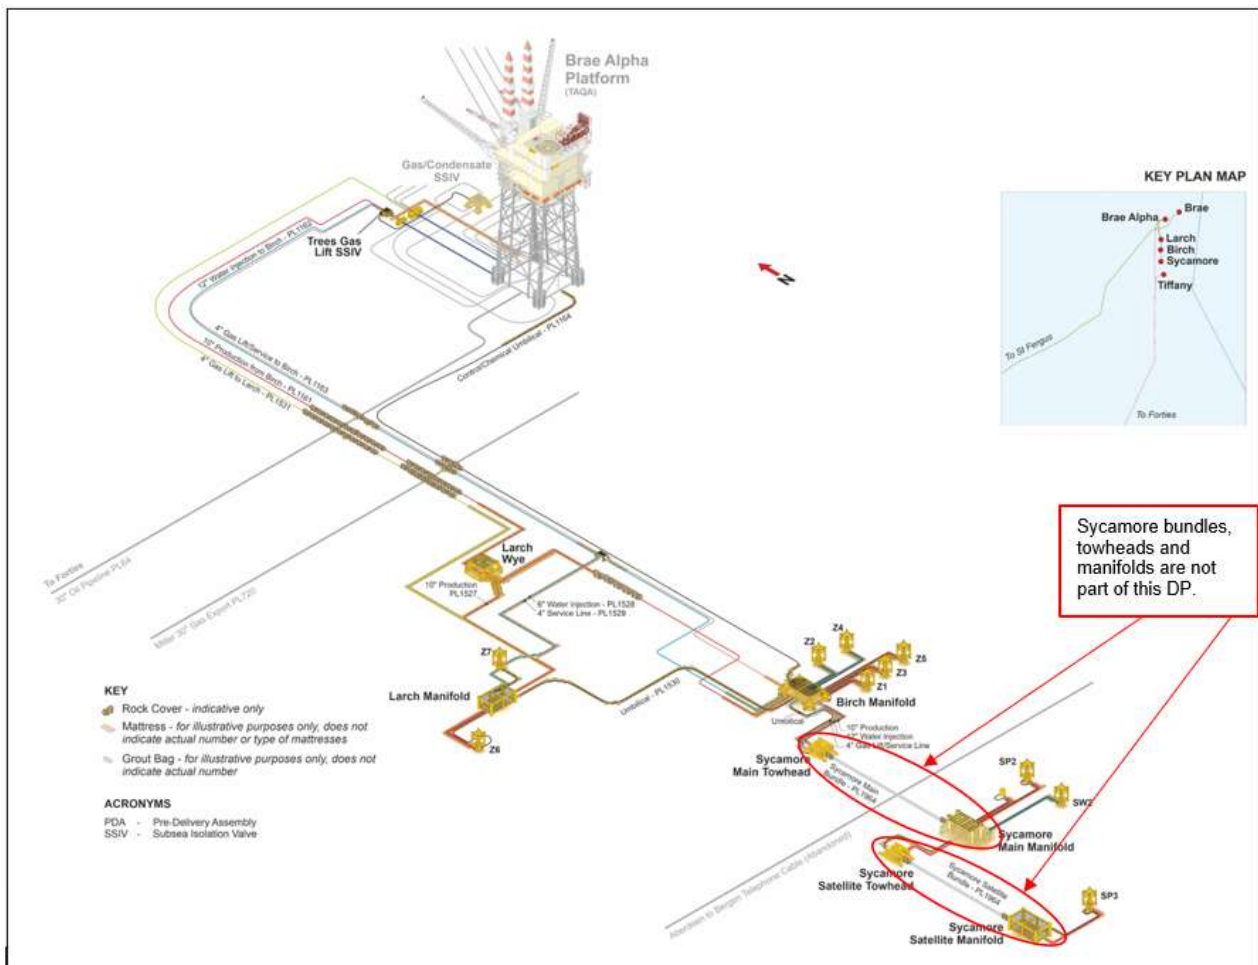 Brae Alpha
Platform
(TAQA)
Gas/Condensate
SSIV
Trees Gas
Lift SSIV
12" Water Injection to Birch - PL1162
4" Gas Lift/Service to Birch - PL1163
10" Production from Birch - PL1161
4" Gas Lift to Larch - PL1531
Control/Chemical Umbilical - PL1164
N
KEY PLAN MAP
Brae
Brae Alpha
Larch
Birch
Sycamore
Tiffany
To St Fergus
To Forties
To Forties
30" Oil Pipeline PL64
Miller 30" Gas Export PL720
Larch
Wye
10" Production
PL1527
6" Water Injection - PL1528
4" Service Line - PL1529
Sycamore bundles,
towheads and
manifolds are not
part of this DP.
Z7
Larch Manifold
Z6
Umbilical - PL1530
Z2
Z4
Z5
Z3
Z1
Birch Manifold
Umbilical
10" Production
12" Water Injection
4" Gas Lift/Service Line
Sycamore
Main Towhead
Sycamore Main
Bundle - PL1964
SP2
SW2
Sycamore
Main Manifold
Sycamore
Satellite Towhead
Sycamore Satellite
Bundle - PL1964
SP3
Sycamore
Satellite Manifold
Aberdeen to Bergen Telephone Cable (Abandoned)
KEY
Rock Cover - indicative only
Mattress - for illustrative purposes only, does not
indicate actual number or type of mattresses
Grout Bag - for illustrative purposes only, does not
indicate actual number
ACRONYMS
PDA - Pre-Delivery Assembly
SSIV - Subsea Isolation Valve